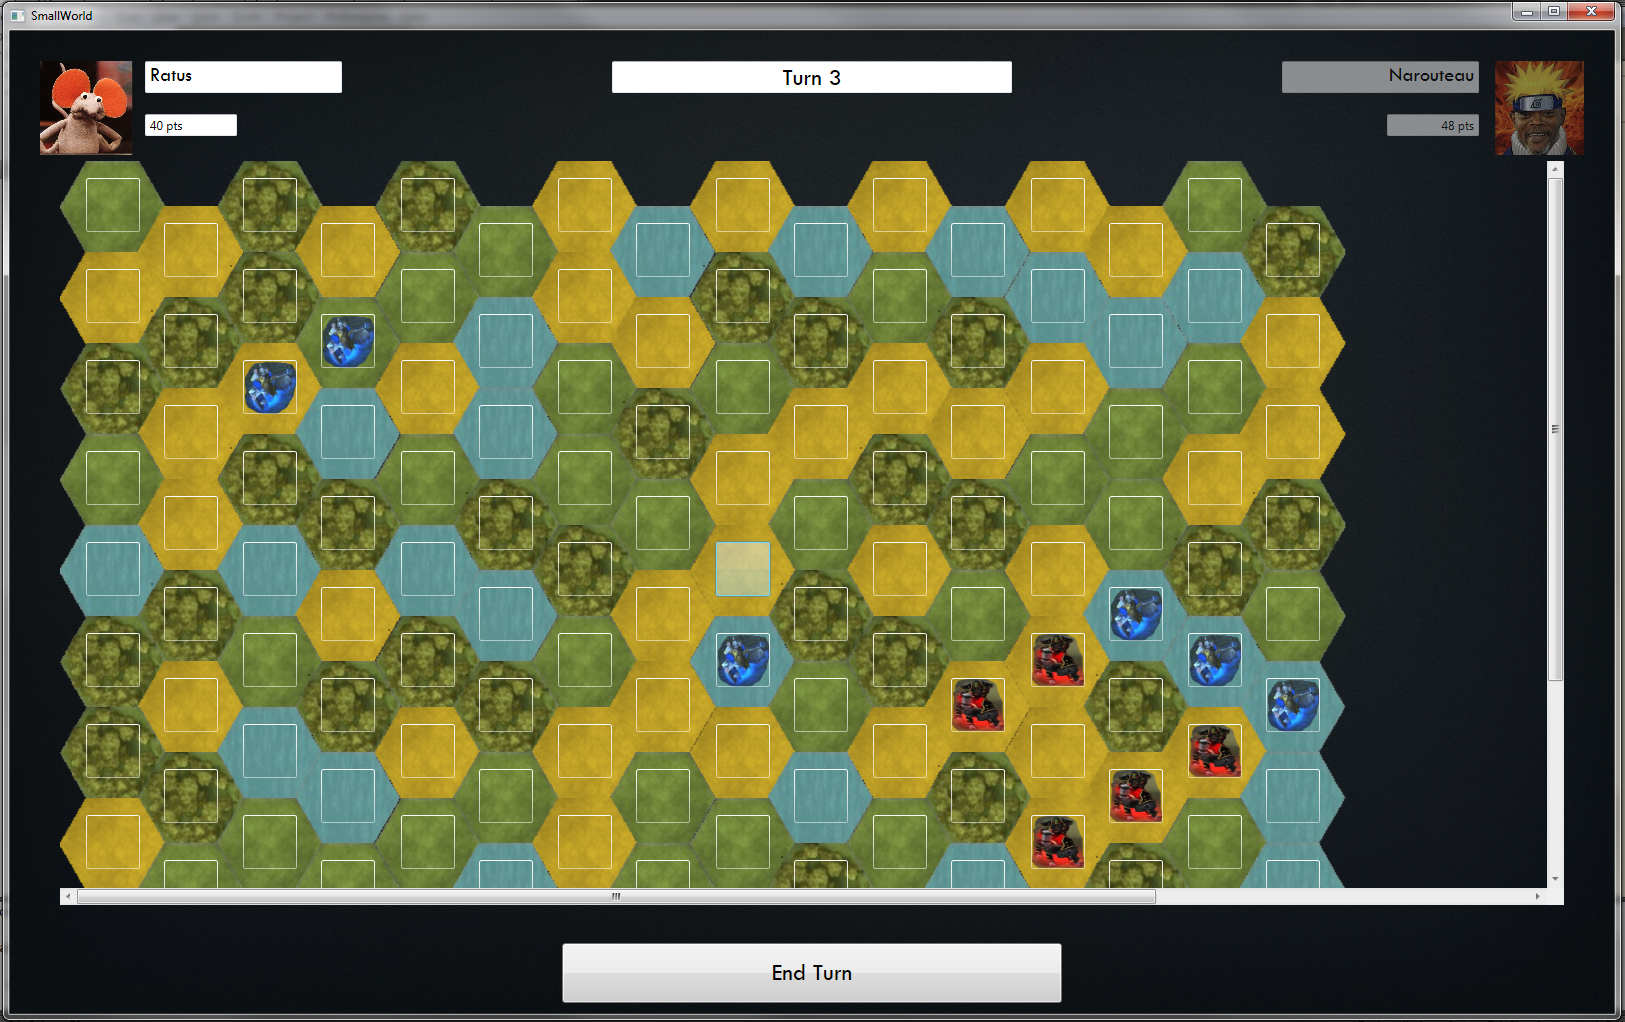 SmallWorld
Ratus
Turn 3
Narouteau
40 pts
48 pts
End Turn